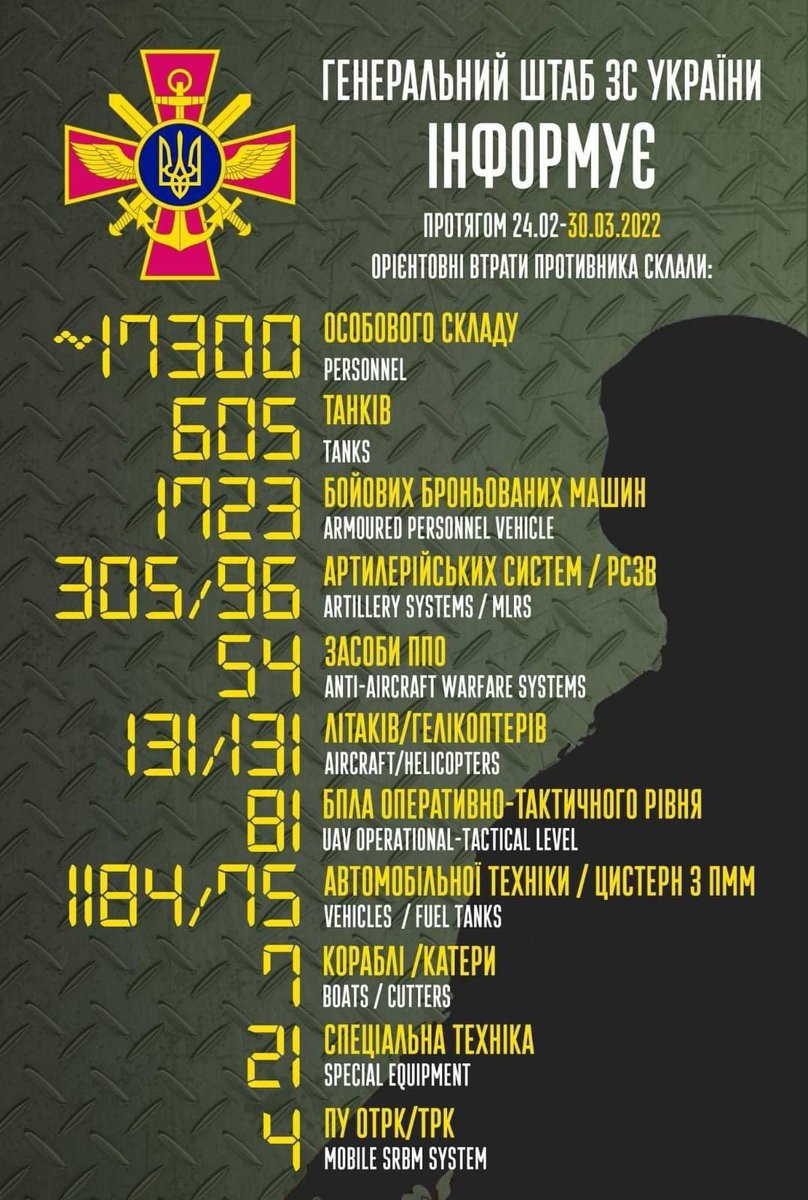 ГЕНЕРАЛЬНИЙ ШТАБ ЗС УКРАЇНИ
ІНФОРМУЄ
ПРОТЯГОМ 24.02-30.03.2022
ОРІЄНТОВНІ ВТРАТИ ПРОТИВНИКА СКЛАЛИ:
~17300 ОСОБОВОГО СКЛАДУ
PERSONNEL
605 ТАНКІВ
TANKS
1723 БОЙОВИХ БРОНЬОВАНИХ МАШИН
ARMOURED PERSONNEL VEHICLE
305/96 АРТИЛЕРІЙСЬКИХ СИСТЕМ / РСЗВ
ARTILLERY SYSTEMS / MLRS
54 ЗАСОБИ ППО
ANTI-AIRCRAFT WARFARE SYSTEMS
131/131 ЛІТАКІВ/ГЕЛІКОПТЕРІВ
AIRCRAFT/HELICOPTERS
81 БПЛА ОПЕРАТИВНО-ТАКТИЧНОГО РІВНЯ
UAV OPERATIONAL-TACTICAL LEVEL
1184/75 АВТОМОБІЛЬНОЇ ТЕХНІКИ / ЦИСТЕРН З ПММ
VEHICLES / FUEL TANKS
7 КОРАБЛІ /КАТЕРИ
BOATS / CUTTERS
21 СПЕЦІАЛЬНА ТЕХНІКА
SPECIAL EQUIPMENT
4 ПУ ОТРК/ТРК
MOBILE SRBM SYSTEM